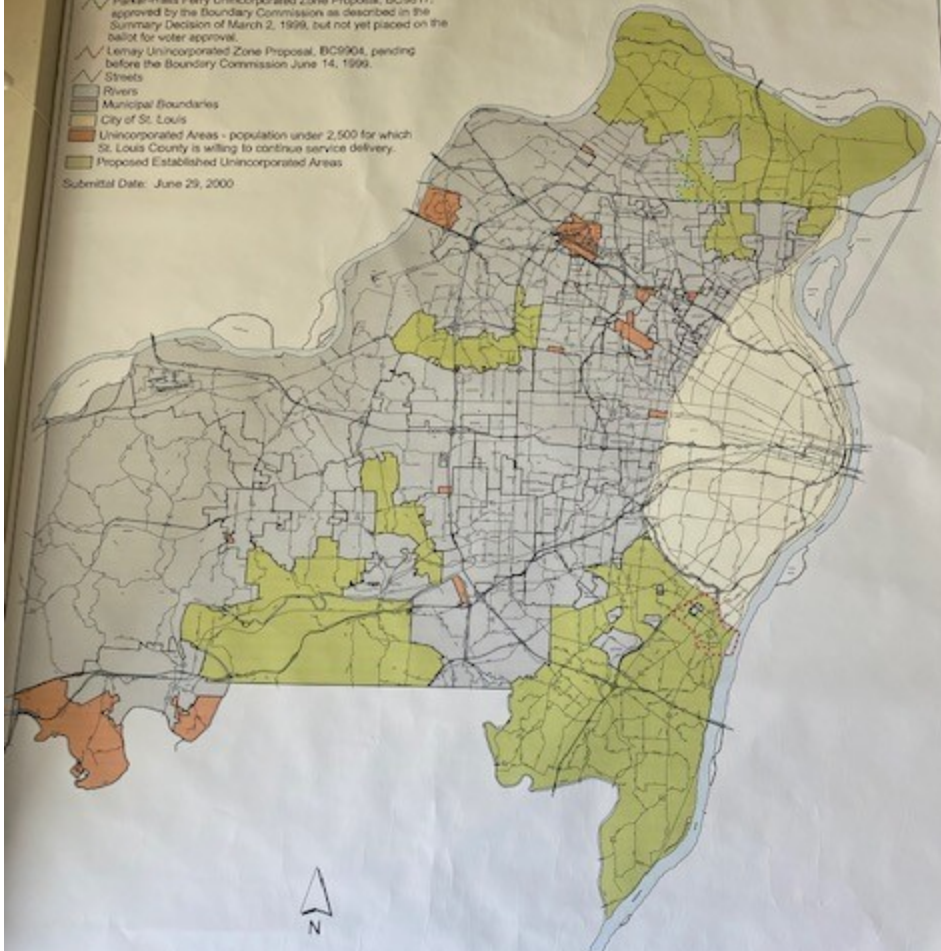 Unincorporated Zone Proposal,
approved by the Boundary Commission as described in the
Summary Decision of March 2, 1999, but not yet placed on the
ballot for voter approval.
Lemay Unincorporated Zone Proposal, BC9904, pending
before the Boundary Commission June 14, 1999.
Streets
Rivers
Municipal Boundaries
City of St. Louis
Unincorporated Areas - population under 2,500 for which
St. Louis County is willing to continue service delivery.
Proposed Established Unincorporated Areas
Submittal Date: June 29, 2000
N